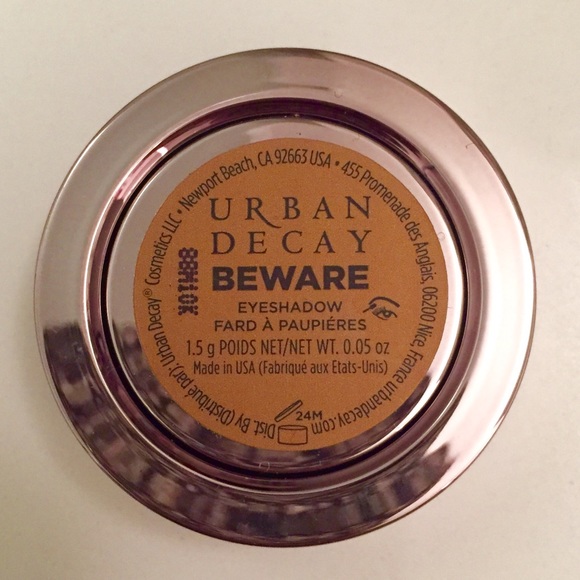 URBAN
DECAY
BEWARE
EYESHADOW
FARD À PAUPIÉRES
1.5 g POIDS NET/NET WT. 0.05 oz
Made in USA (Fabriqué aux États-Unis)
24M
Dist. By (Distribué par), Urban Decay® Cosmetics LLC • Newport Beach, CA 92663 USA • 455 Promenade des Anglais, 06200 Nice, France urbandecay.com